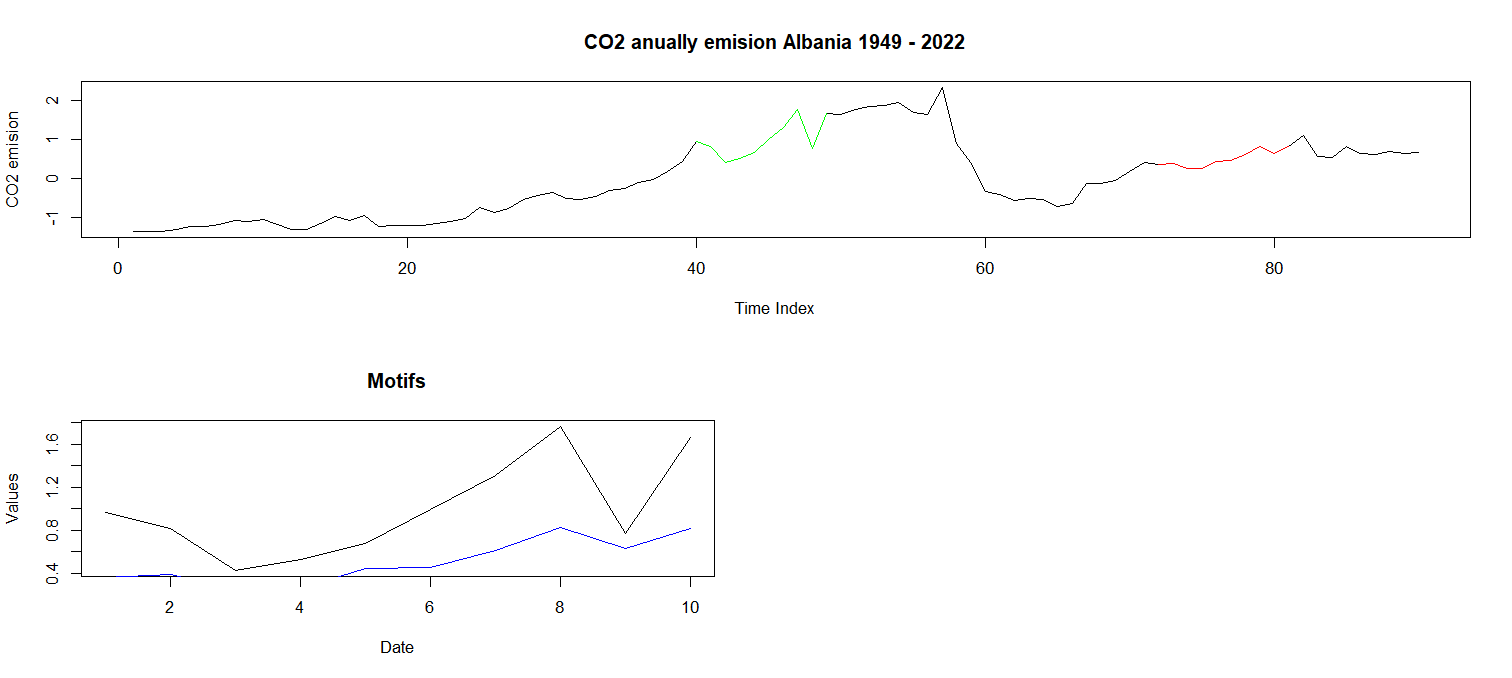 CO2 anually emision Albania 1949 - 2022
CO2 emision
2
1
0
-1
0 20 40 60 80
Time Index
Motifs
Values
1.6
1.2
0.8
0.4
2 4 6 8 10
Date